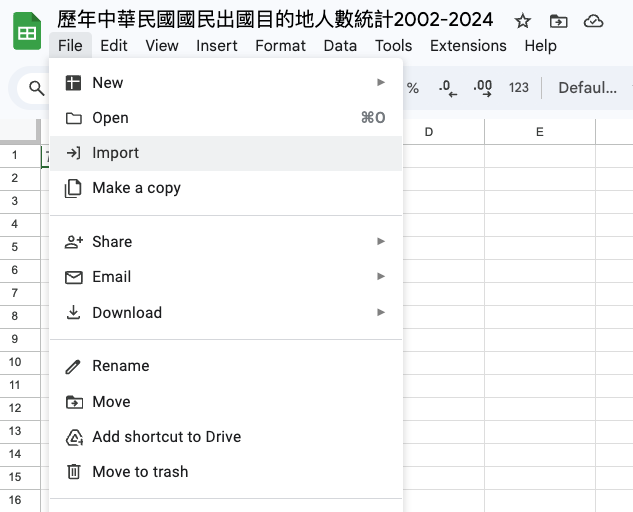 歷年中華民國國民出國目的地人數統計2002-2024
File Edit View Insert Format Data Tools Extensions Help
% .0 .00 123 Defaul...
New
Open ⌘O
Import
Make a copy
Share
Email
Download
Rename
Move
Add shortcut to Drive
Move to trash
D E
1
2
3
4
5
6
7
8
9
10
11
12
13
14
15
16